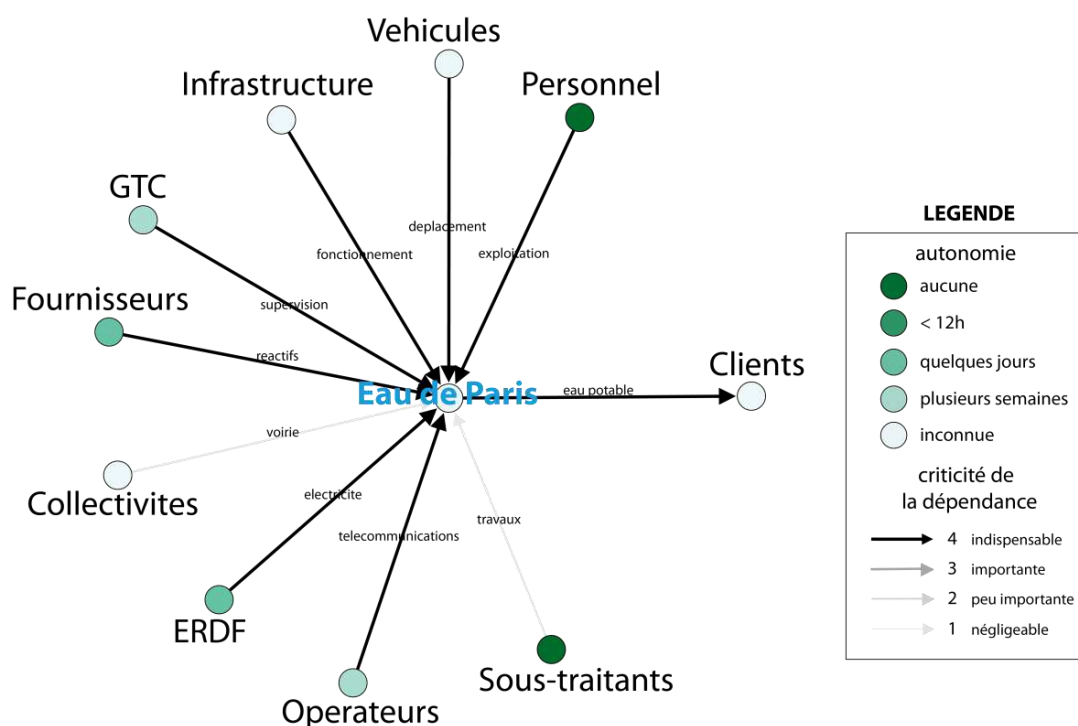 Vehicules
Infrastructure
Personnel
GTC
deplacement
fonctionnement
exploitation
Fournisseurs
supervision
reactifs
Clients
Eau de Paris
eau potable
voirie
Collectivites
electricite
telecommunications
travaux
ERDF
Sous-traitants
Operateurs
LEGENDE
autonomie
aucune
< 12h
quelques jours
plusieurs semaines
inconnue
criticité de
la dépendance
4 indispensable
3 importante
2 peu importante
1 négligeable